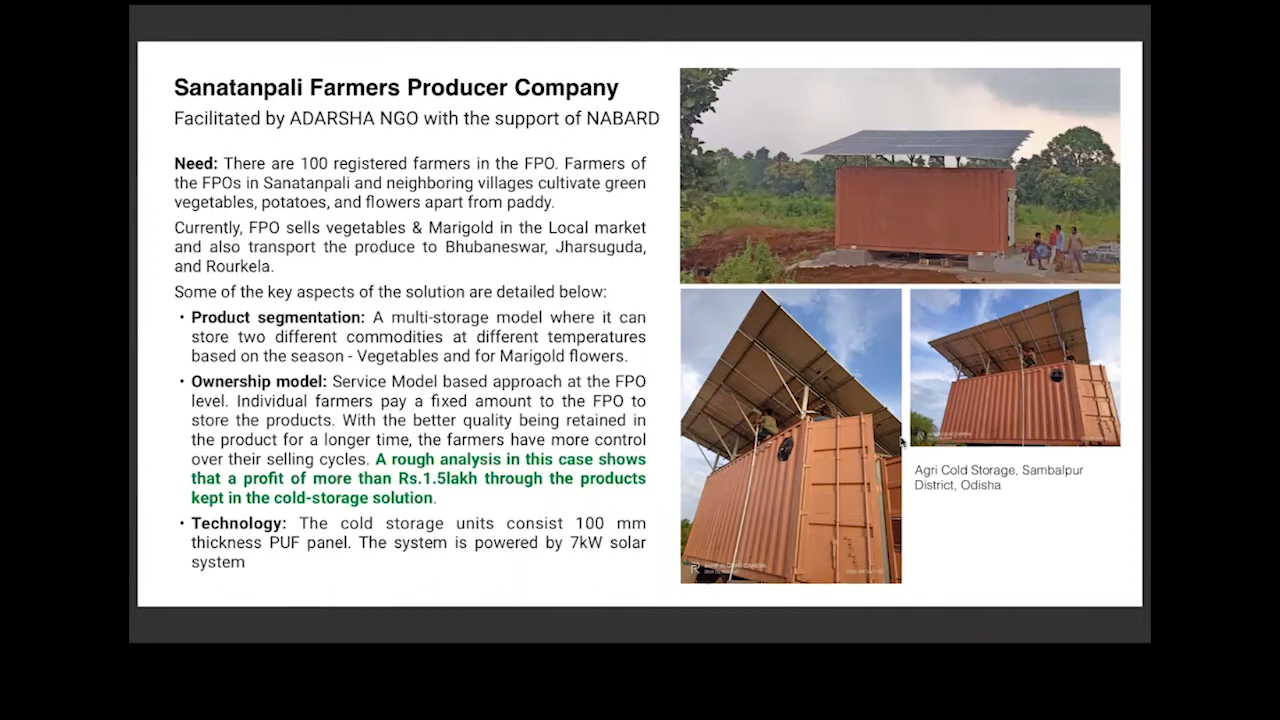 Sanatanpali Farmers Producer Company
Facilitated by ADARSHA NGO with the support of NABARD
Need: There are 100 registered farmers in the FPO. Farmers of
the FPOs in Sanatanpali and neighboring villages cultivate green
vegetables, potatoes, and flowers apart from paddy.
Currently, FPO sells vegetables & Marigold in the Local market
and also transport the produce to Bhubaneswar, Jharsuguda,
and Rourkela.
Some of the key aspects of the solution are detailed below:
• Product segmentation: A multi-storage model where it can
store two different commodities at different temperatures
based on the season - Vegetables and for Marigold flowers.
• Ownership model: Service Model based approach at the FPO
level. Individual farmers pay a fixed amount to the FPO to
store the products. With the better quality being retained in
the product for a longer time, the farmers have more control
over their selling cycles. A rough analysis in this case shows
that a profit of more than Rs.1.5lakh through the products
kept in the cold-storage solution.
• Technology: The cold storage units consist 100 mm
thickness PUF panel. The system is powered by 7kW solar
system
Agri Cold Storage, Sambalpur
District, Odisha